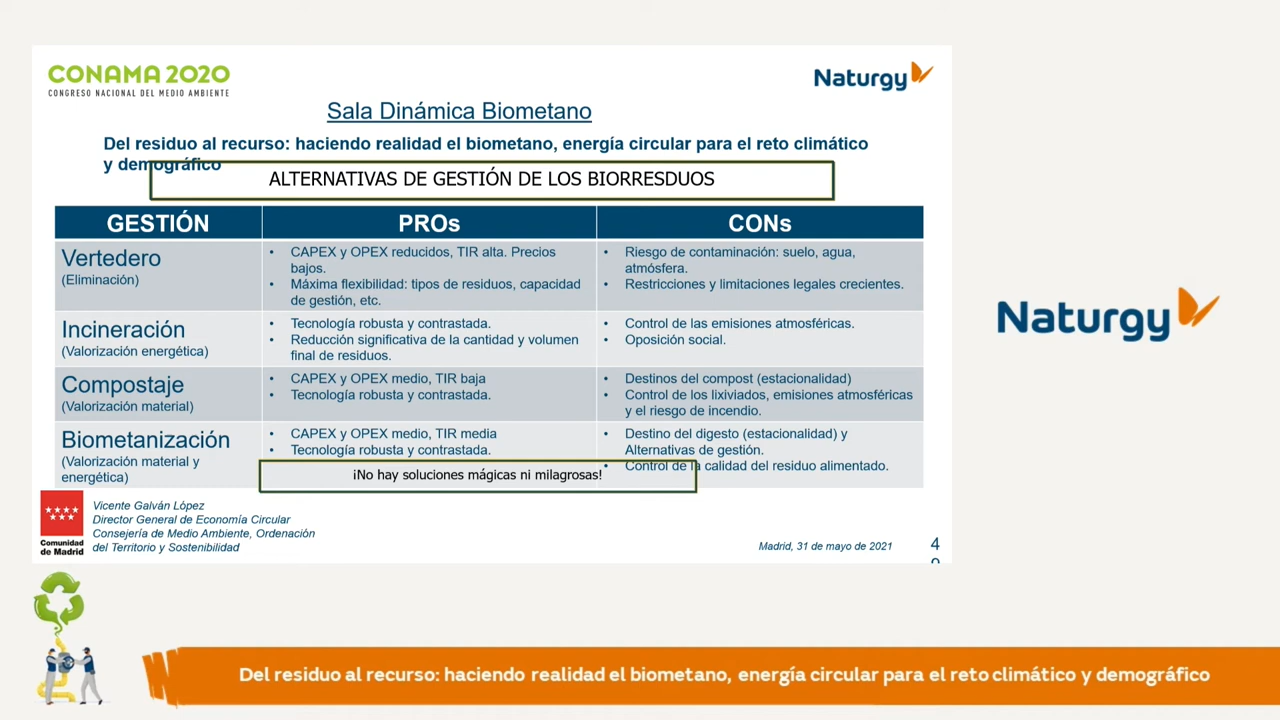 CONAMA 2020
CONGRESO NACIONAL DEL MEDIO AMBIENTE
Naturgy
Sala Dinámica Biometano
Del residuo al recurso: haciendo realidad el biometano, energía circular para el reto climático
y demográfico
ALTERNATIVAS DE GESTIÓN DE LOS BIORRESDUOS
GESTIÓN
PROs
CONs
Vertedero
(Eliminación)
• CAPEX y OPEX reducidos, TIR alta. Precios
bajos.
• Máxima flexibilidad: tipos de residuos, capacidad
de gestión, etc.
• Riesgo de contaminación: suelo, agua,
atmósfera.
• Restricciones y limitaciones legales crecientes.
Incineración
(Valorización energética)
• Tecnología robusta y contrastada.
• Reducción significativa de la cantidad y volumen
final de residuos.
• Control de las emisiones atmosféricas.
• Oposición social.
Compostaje
(Valorización material)
• CAPEX y OPEX medio, TIR baja
• Tecnología robusta y contrastada.
• Destinos del compost (estacionalidad)
• Control de los lixiviados, emisiones atmosféricas
y el riesgo de incendio.
Biometanización
(Valorización material y
energética)
• CAPEX y OPEX medio, TIR media
• Tecnología robusta y contrastada.
• Destino del digesto (estacionalidad) y
Alternativas de gestión.
• Control de la calidad del residuo alimentado.
¡No hay soluciones mágicas ni milagrosas!
Comunidad
de Madrid
Vicente Galván López
Director General de Economía Circular
Consejería de Medio Ambiente, Ordenación
del Territorio y Sostenibilidad
Madrid, 31 de mayo de 2021
4
Naturgy
Del residuo al recurso: haciendo realidad el biometano, energía circular para el reto climático y demográfico